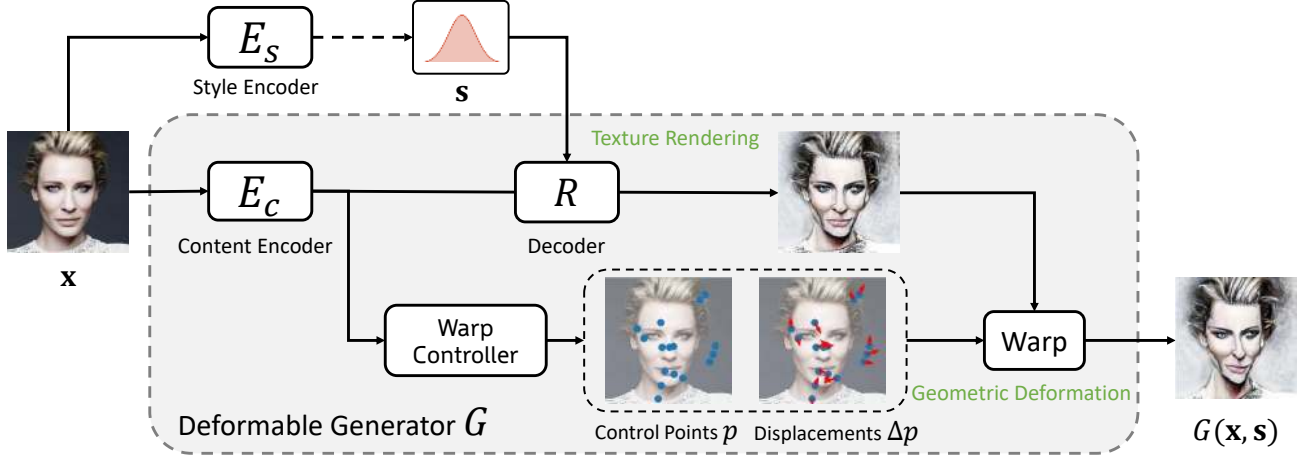 E_s
Style Encoder
s
Texture Rendering
x
E_c
Content Encoder
R
Decoder
Warp
Controller
Control Points p
Displacements Δp
Warp
Geometric Deformation
Deformable Generator G
G(x, s)